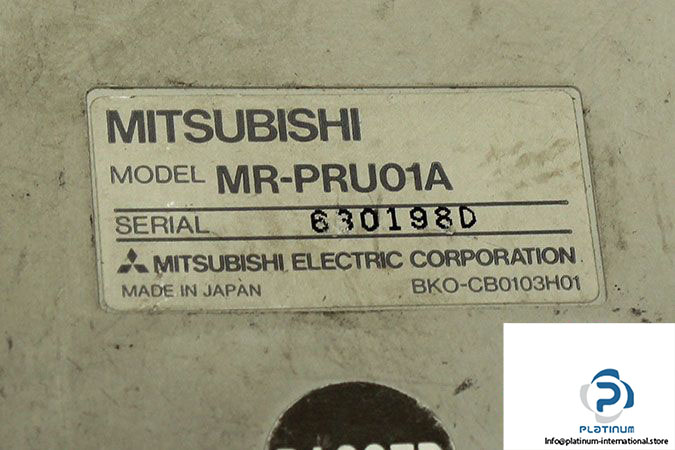 MITSUBISHI
MODEL MR-PRU01A
SERIAL 630198D
MITSUBISHI ELECTRIC CORPORATION
MADE IN JAPAN BKO-CB0103H01
PLATINUM
Info@platinum-international.store